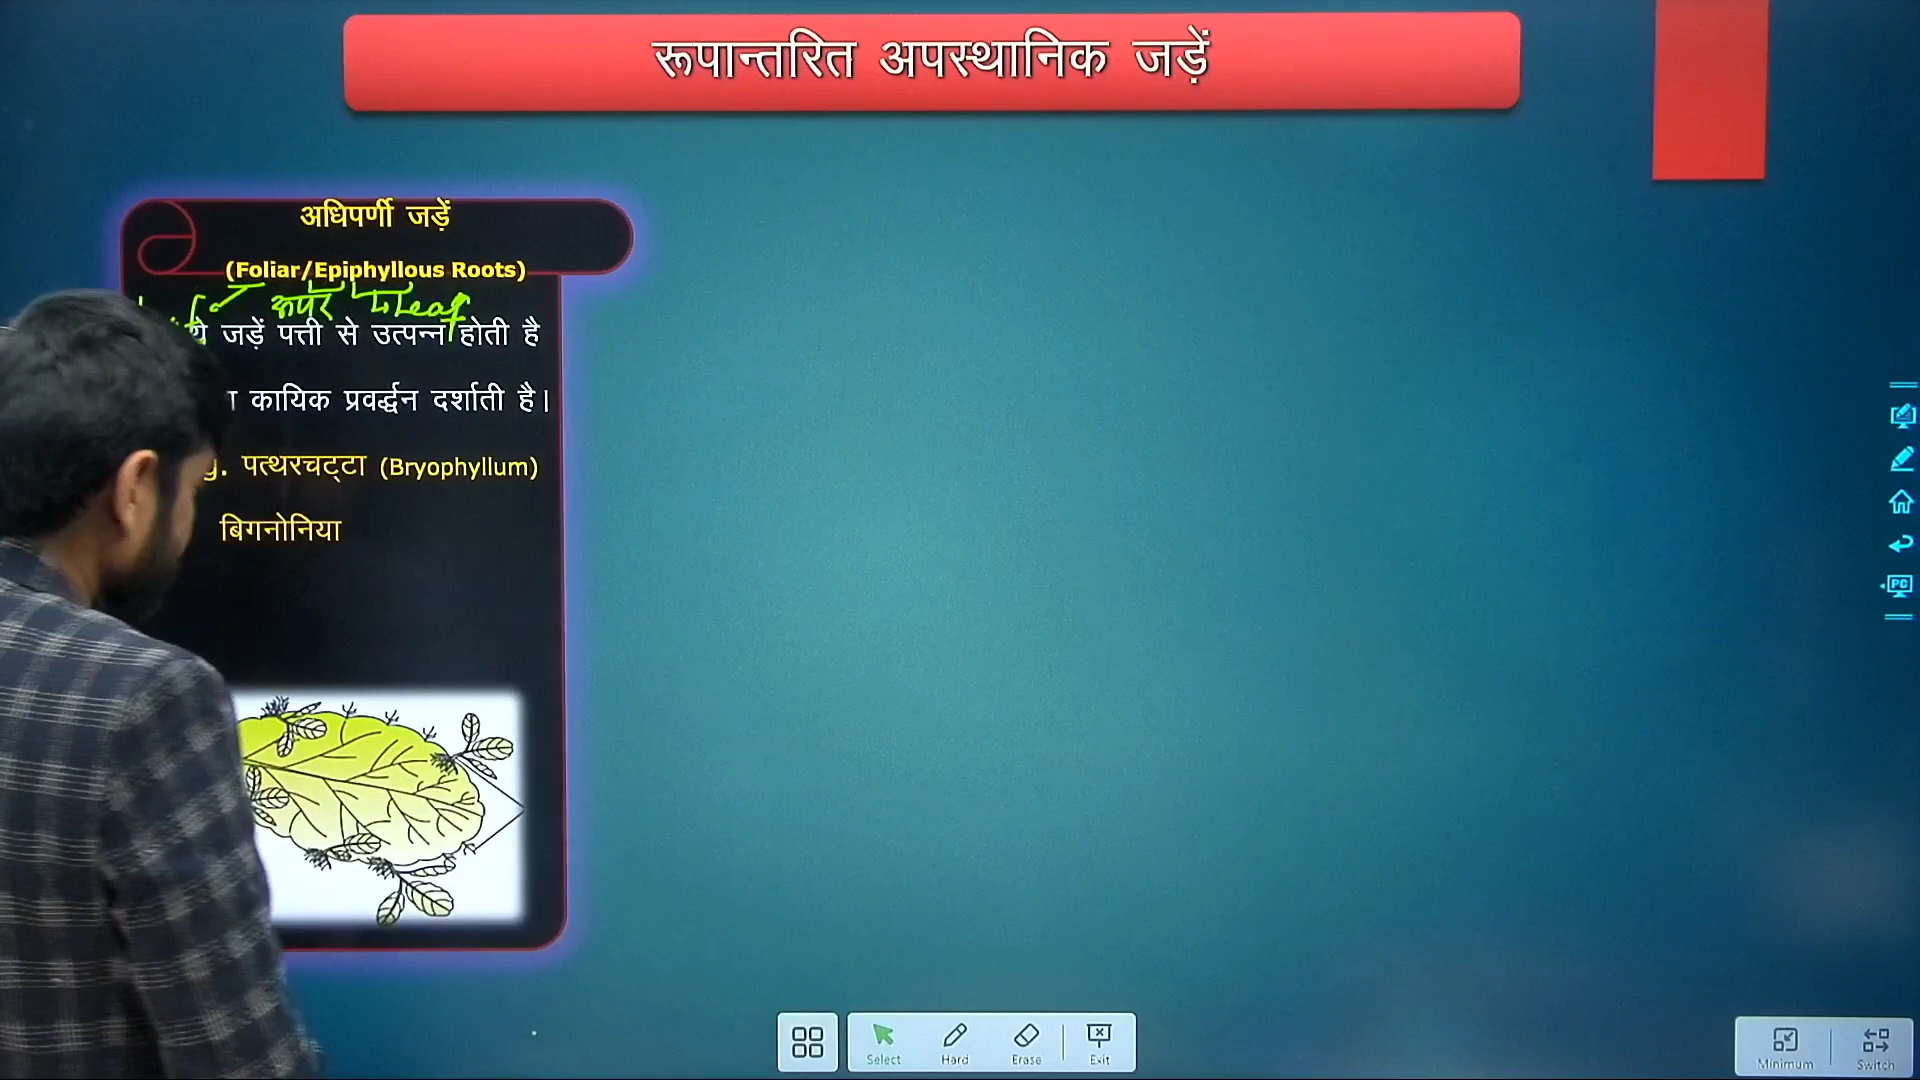 रूपान्तरित अपस्थानिक जड़ें
अधिपर्णी जड़ें
(Foliar/Epiphyllous Roots)
ऊपर Leaf
ये जड़ें पत्ती से उत्पन्न होती है
कायिक प्रवर्द्धन दर्शाती है।
पत्थरचट्‌टा (Bryophyllum)
बिगनोनिया
PC
Select Hard Erase Exit
Minimum Switch